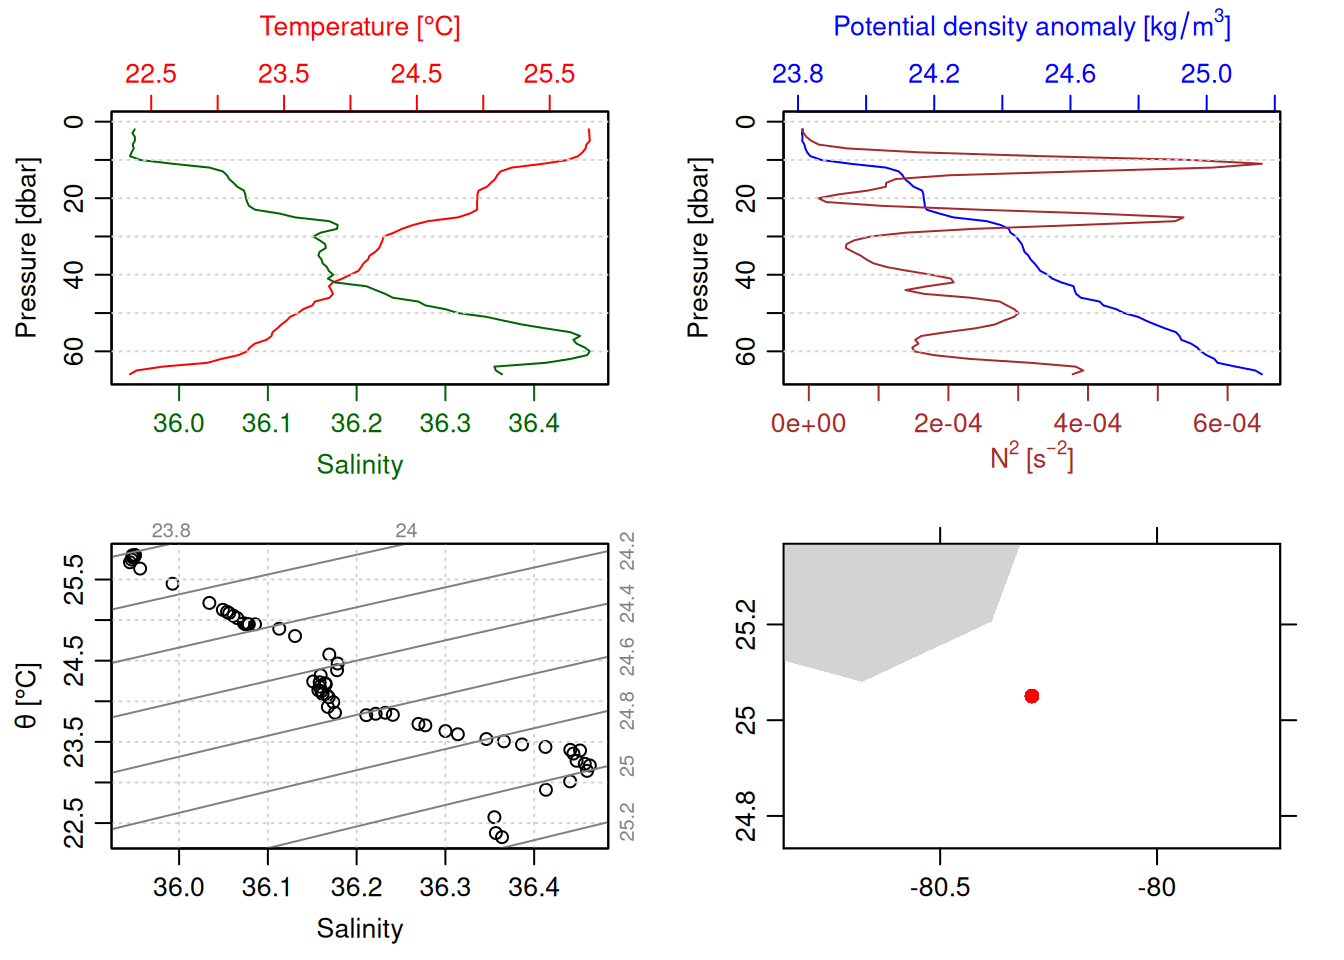 Temperature [°C]
22.5 23.5 24.5 25.5
Pressure [dbar]
0 20 40 60
36.0 36.1 36.2 36.3 36.4
Salinity
Potential density anomaly [kg/m³]
23.8 24.2 24.6 25.0
Pressure [dbar]
0 20 40 60
0e+00 2e-04 4e-04 6e-04
N² [s⁻²]
23.8 24
24.2
24.4
24.6
24.8
25
25.2
θ [°C]
25.5 24.5 23.5 22.5
36.0 36.1 36.2 36.3 36.4
Salinity
25.2
25
24.8
-80.5 -80